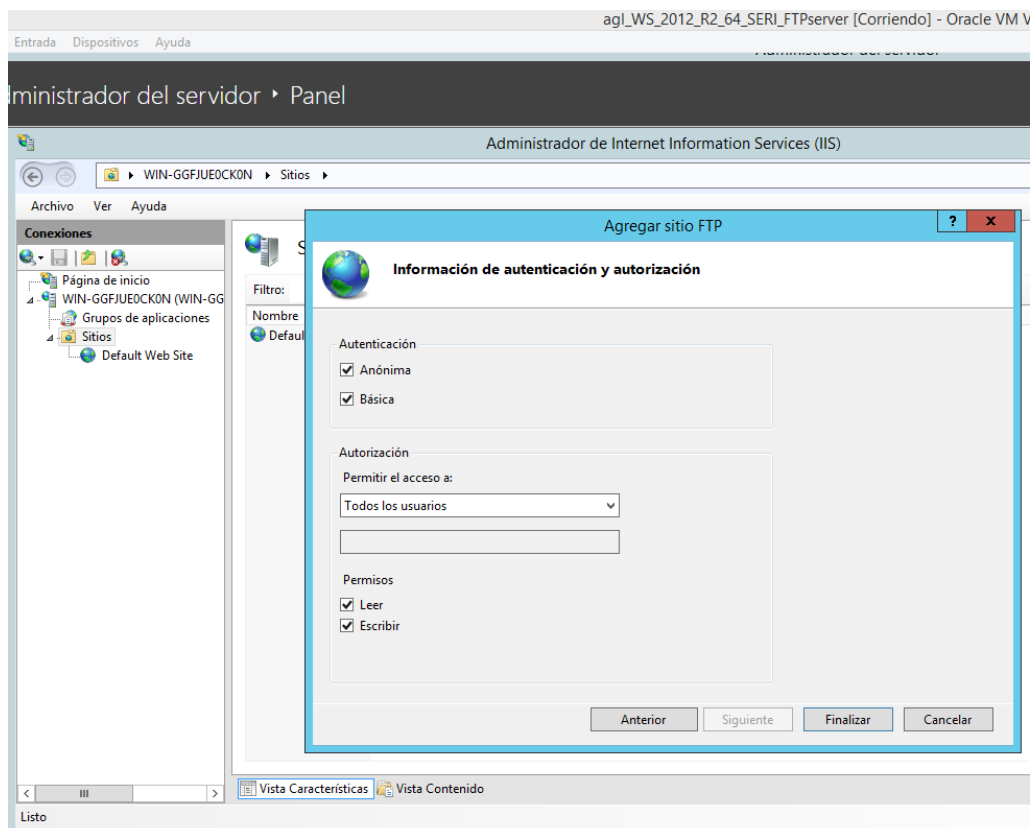 agl_WS_2012_R2_64_SERI_FTPserver [Corriendo] - Oracle VM V
Entrada Dispositivos Ayuda
Administrador del servidor
ministrador del servidor ‣ Panel
Administrador de Internet Information Services (IIS)
WIN-GGFJUE0CK0N ‣ Sitios ‣
Archivo Ver Ayuda
Conexiones
Página de inicio
WIN-GGFJUE0CK0N (WIN-GG
Grupos de aplicaciones
Sitios
Default Web Site
S
Filtro:
Nombre
Defaul
Agregar sitio FTP
? x
Información de autenticación y autorización
Autenticación
Anónima
Básica
Autorización
Permitir el acceso a:
Todos los usuarios
Permisos
Leer
Escribir
Anterior Siguiente Finalizar Cancelar
Vista Características Vista Contenido
Listo